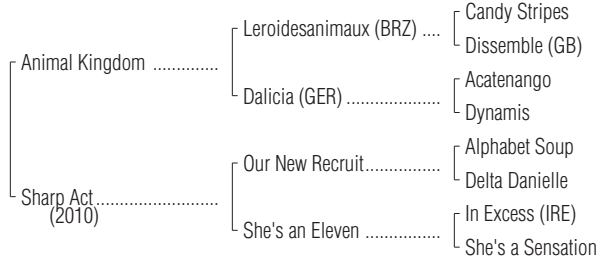 Candy Stripes
Leroidesanimaux (BRZ) ....
Dissemble (GB)
Animal Kingdom ..............
Acatenango
Dalicia (GER) ....................
Dynamis
Alphabet Soup
Our New Recruit................
Delta Danielle
Sharp Act..........................
(2010)
In Excess (IRE)
She's an Eleven ................
She's a Sensation